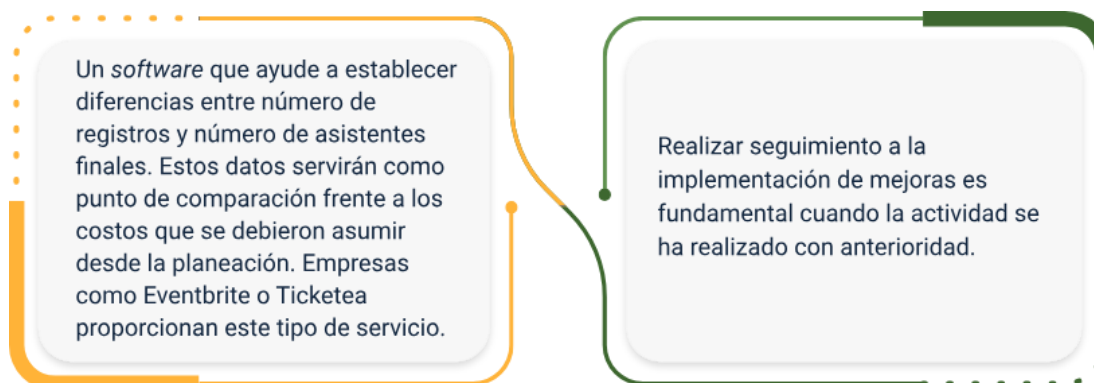 Un software que ayude a establecer
diferencias entre número de
registros y número de asistentes
finales. Estos datos servirán como
punto de comparación frente a los
costos que se debieron asumir
desde la planeación. Empresas
como Eventbrite o Ticketea
proporcionan este tipo de servicio.
Realizar seguimiento a la
implementación de mejoras es
fundamental cuando la actividad se
ha realizado con anterioridad.